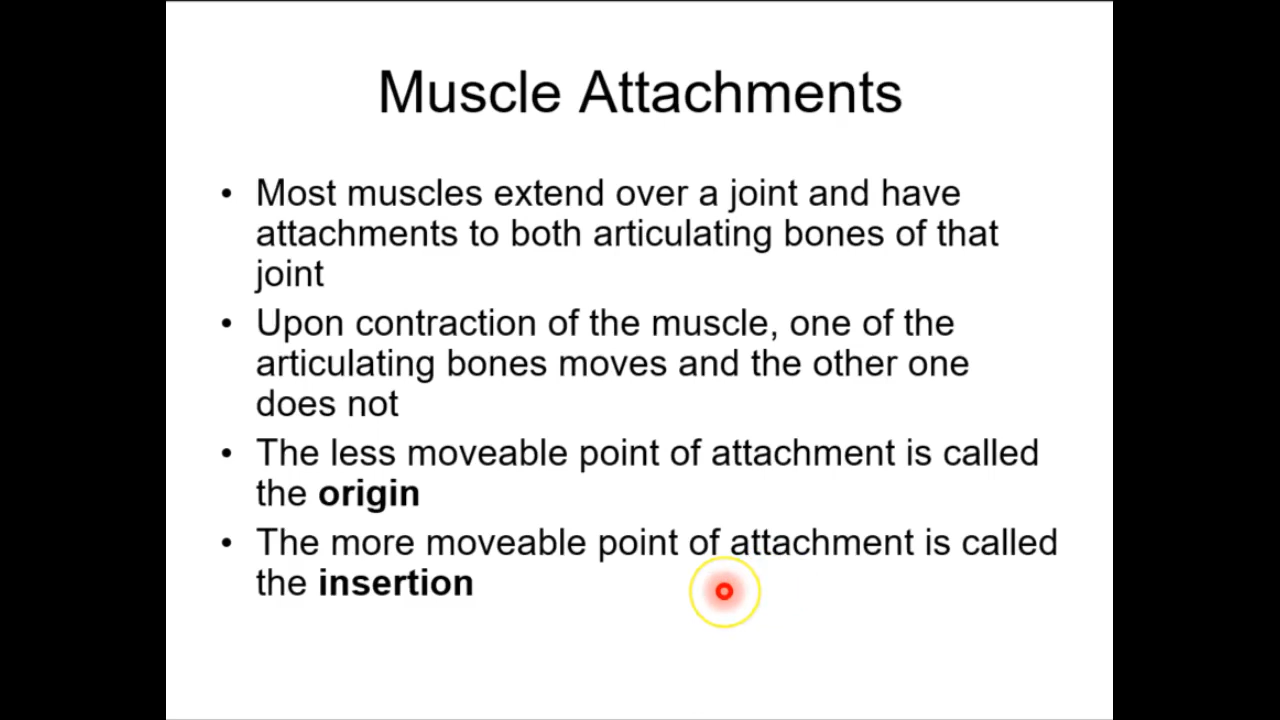 Muscle Attachments
• Most muscles extend over a joint and have
attachments to both articulating bones of that
joint
• Upon contraction of the muscle, one of the
articulating bones moves and the other one
does not
• The less moveable point of attachment is called
the origin
• The more moveable point of attachment is called
the insertion